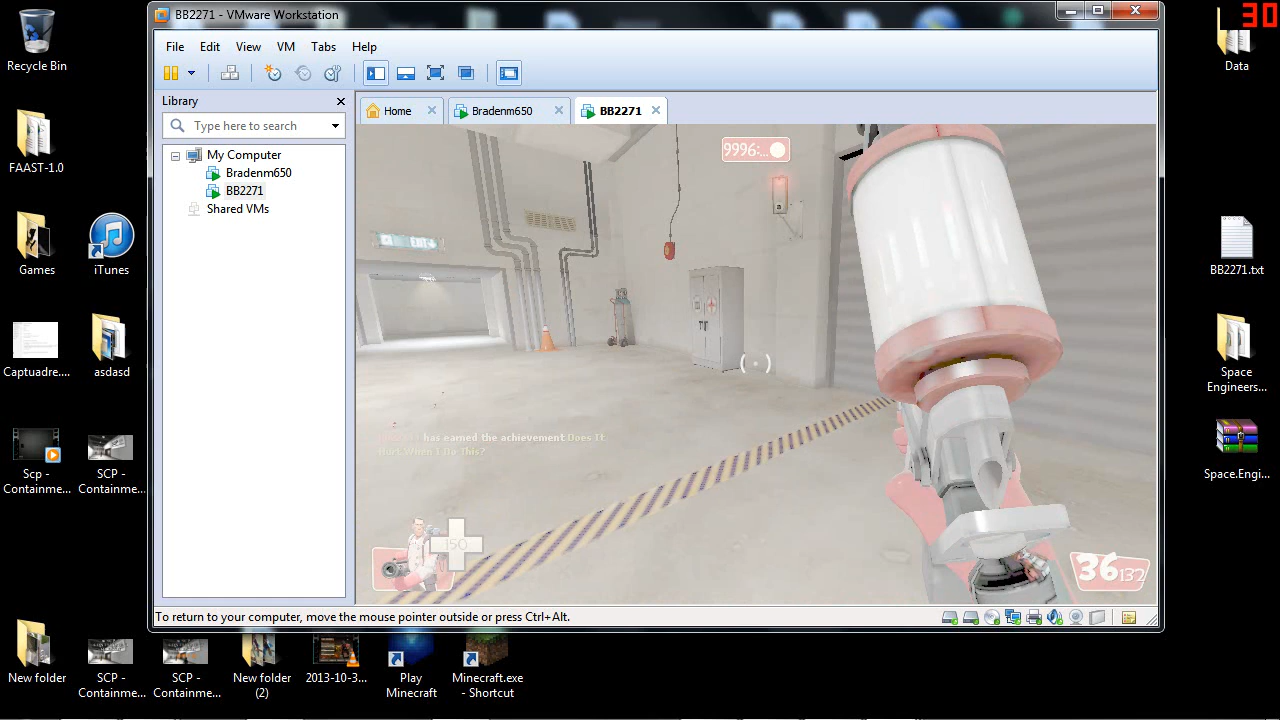 BB2271 - VMware Workstation
30
File Edit View VM Tabs Help
Library
Type here to search
Home
Bradenm650
BB2271
My Computer
Bradenm650
BB2271
Shared VMs
9996:...
has earned the achievement Does It
Hurt When I Do This?
150
36 132
To return to your computer, move the mouse pointer outside or press Ctrl+Alt.
Recycle Bin
FAAST-1.0
Games
iTunes
Captuadre....
asdasd
Scp -
Containme...
SCP -
Containme...
New folder
SCP -
Containme...
SCP -
Containme...
New folder
(2)
2013-10-3...
Play
Minecraft
Minecraft.exe
- Shortcut
Data
BB2271.txt
Space
Engineers...
Space.Engi...